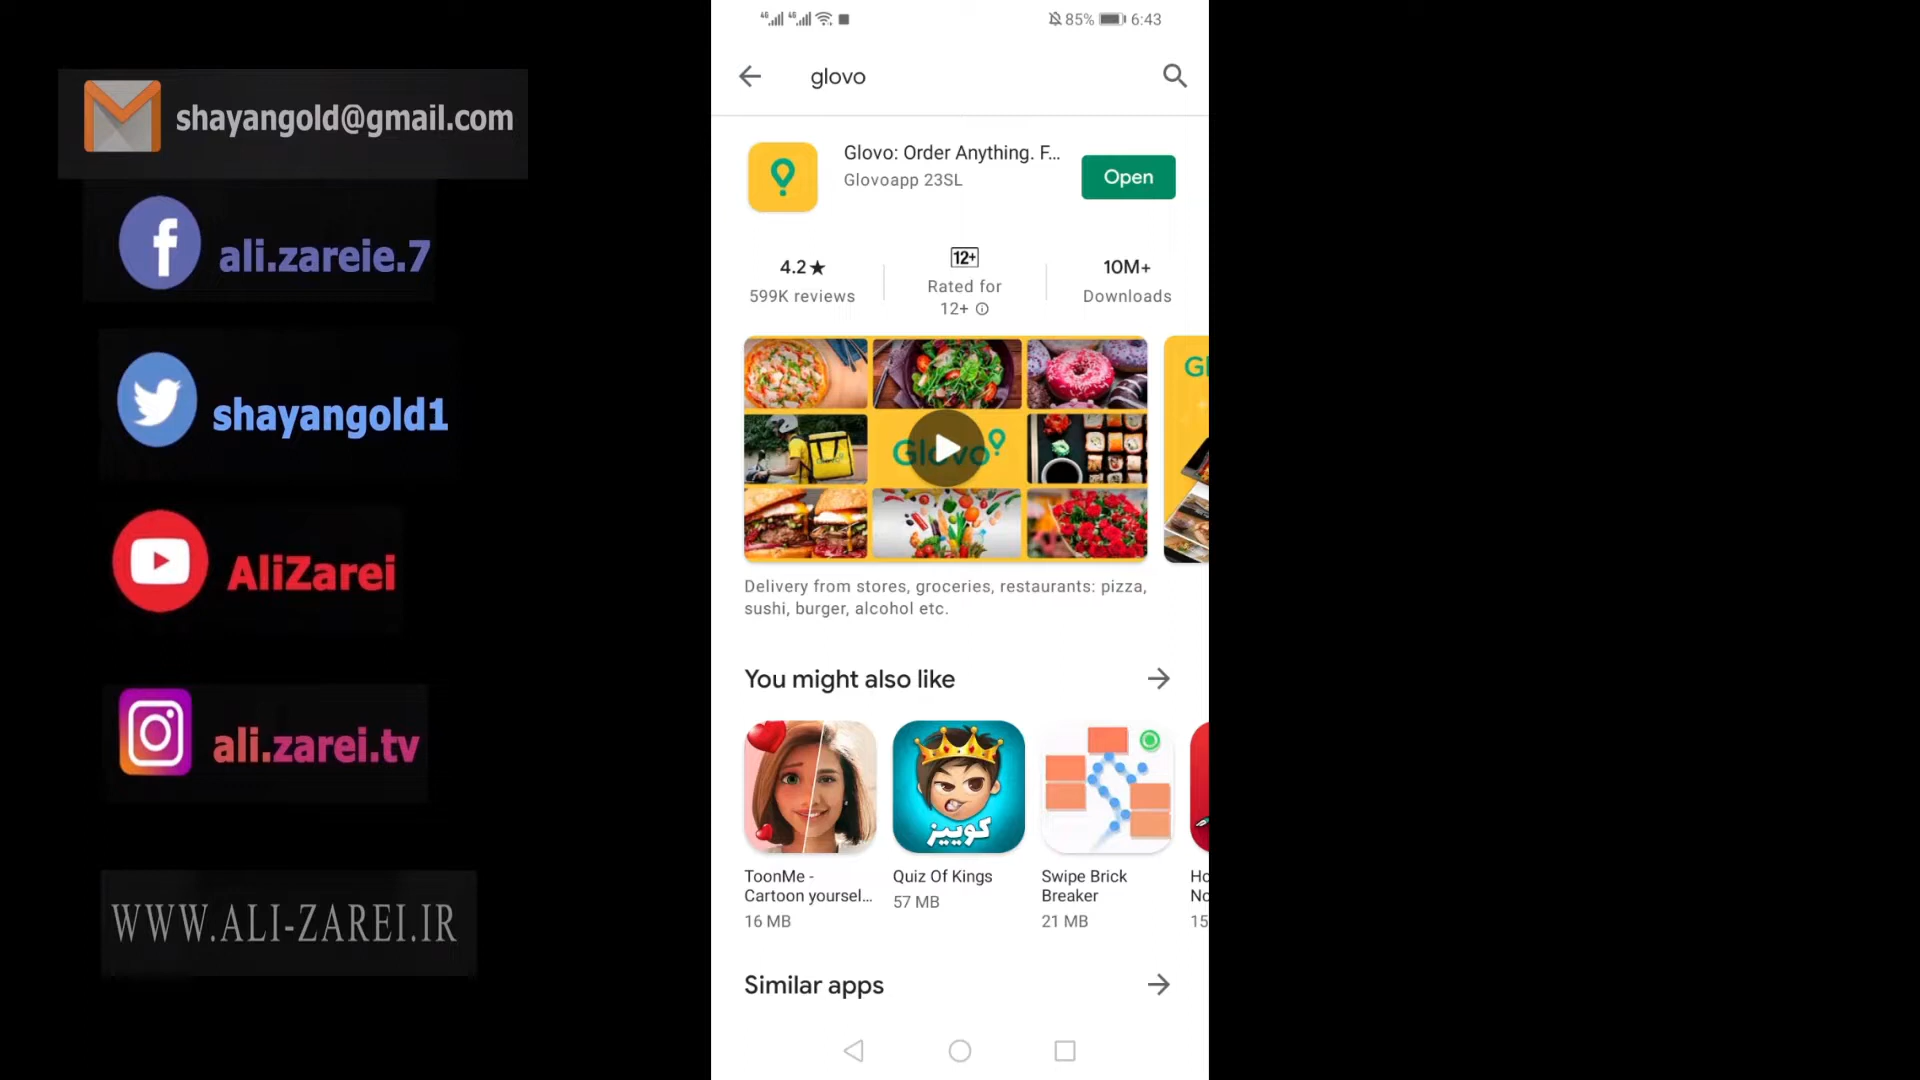 shayangold@gmail.com
ali.zareie.7
shayangold1
AliZarei
ali.zarei.tv
WWW.ALI-ZAREI.IR
85% 6:43
glovo
Glovo: Order Anything. F...
Glovoapp 23SL
Open
4.2★
599K reviews
12+
Rated for
12+
10M+
Downloads
Glovo
Gl
Delivery from stores, groceries, restaurants: pizza,
sushi, burger, alcohol etc.
You might also like
کوییز
ToonMe -
Cartoon yoursel...
16 MB
Quiz Of Kings
57 MB
Swipe Brick
Breaker
21 MB
Similar apps